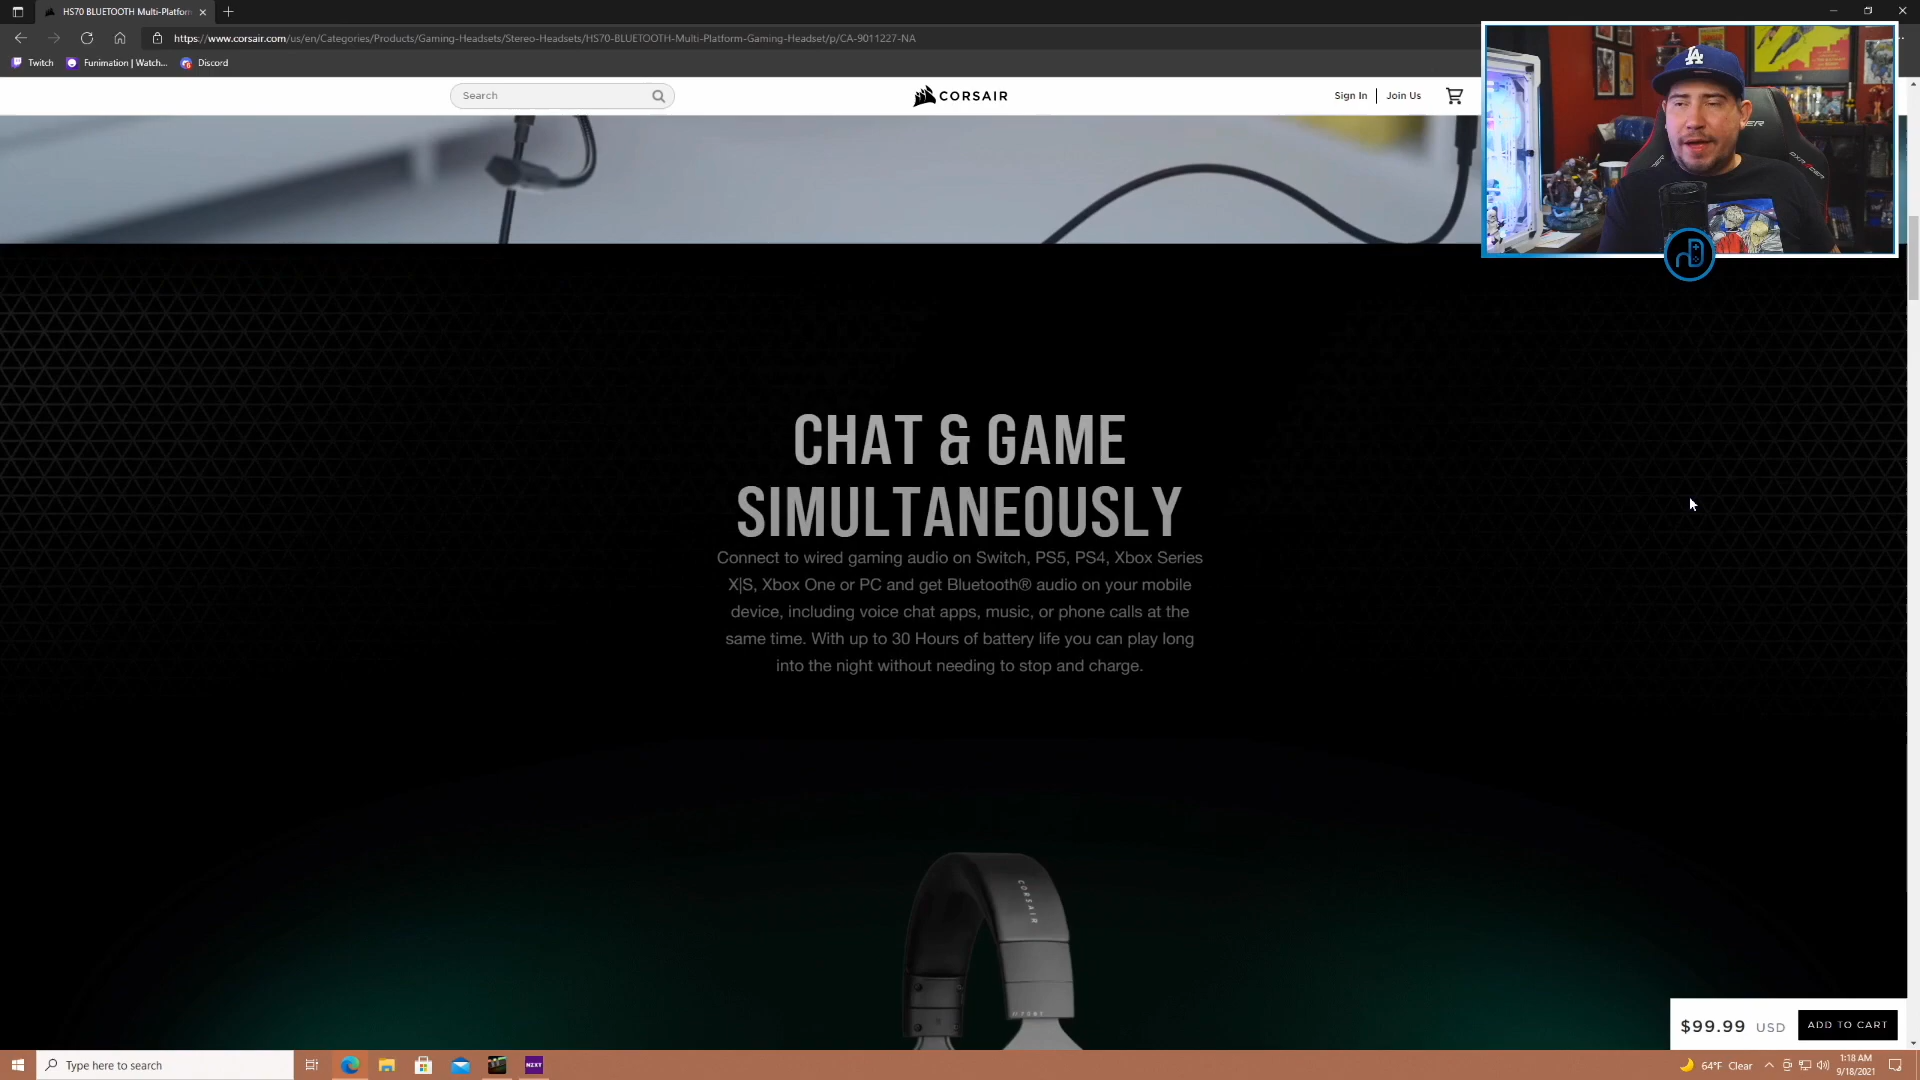 HS70 BLUETOOTH Multi-Platform
https://www.corsair.com/us/en/Categories/Products/Gaming-Headsets/Stereo-Headsets/HS70-BLUETOOTH-Multi-Platform-Gaming-Headset/p/CA-9011227-NA
Twitch Funimation | Watch... Discord
Search
CORSAIR
Sign In Join Us
LA
CHAT & GAME
SIMULTANEOUSLY
Connect to wired gaming audio on Switch, PS5, PS4, Xbox Series
X|S, Xbox One or PC and get Bluetooth® audio on your mobile
device, including voice chat apps, music, or phone calls at the
same time. With up to 30 Hours of battery life you can play long
into the night without needing to stop and charge.
CORSAIR
$99.99 USD ADD TO CART
Type here to search
NZXT
64°F Clear
1:18 AM
9/18/2021